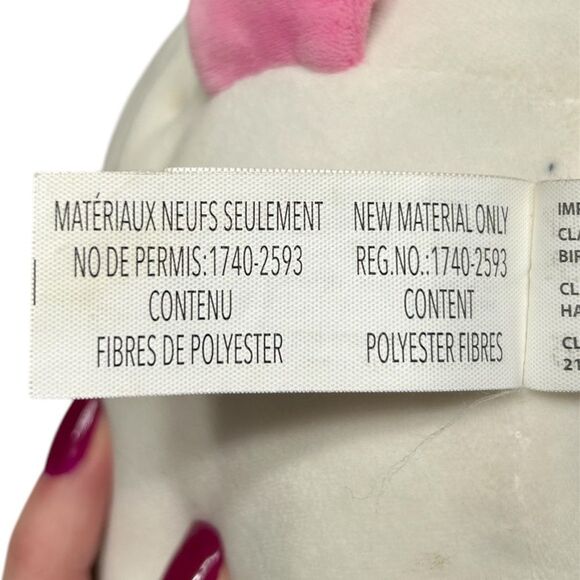 MATÉRIAUX NEUFS SEULEMENT
NO DE PERMIS:1740-2593
CONTENU
FIBRES DE POLYESTER
NEW MATERIAL ONLY
REG.NO.:1740-2593
CONTENT
POLYESTER FIBRES